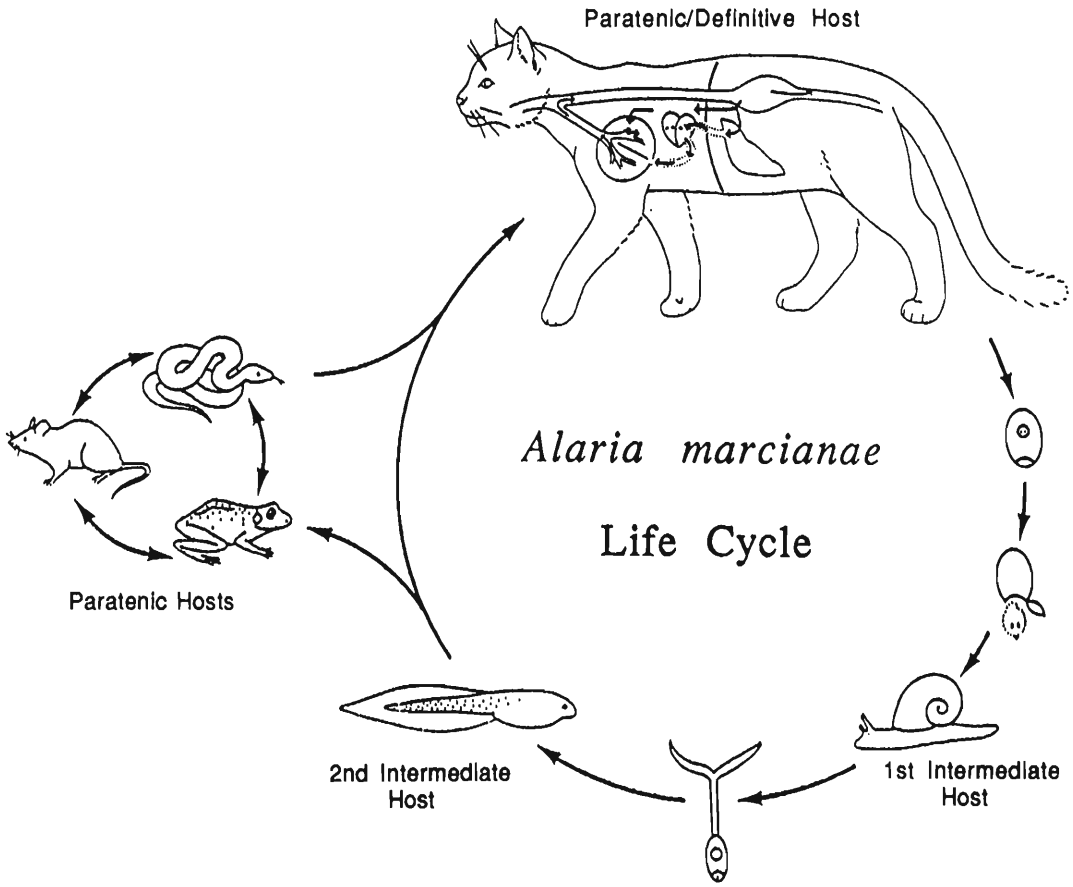 Paratenic/Definitive Host
Alaria marcianae
Life Cycle
Paratenic Hosts
2nd Intermediate
Host
1st Intermediate
Host